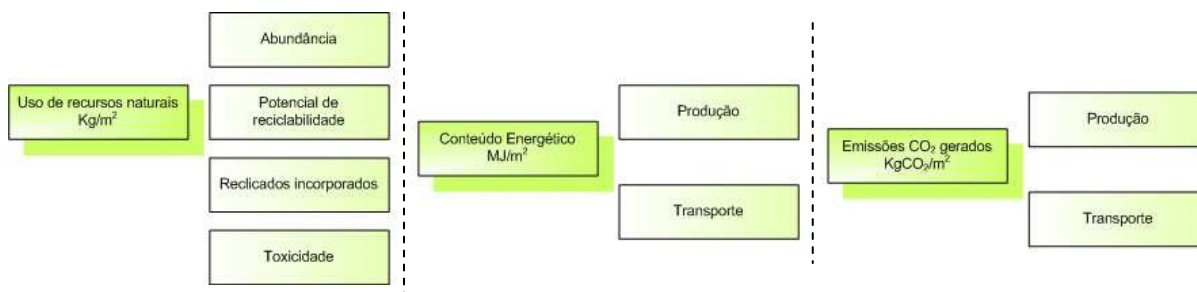 Uso de recursos naturais
Kg/m²
Abundância
Potencial de
reciclabilidade
Reclicados incorporados
Toxicidade
Conteúdo Energético
MJ/m²
Produção
Transporte
Emissões CO₂ gerados
KgCO₂/m²
Produção
Transporte